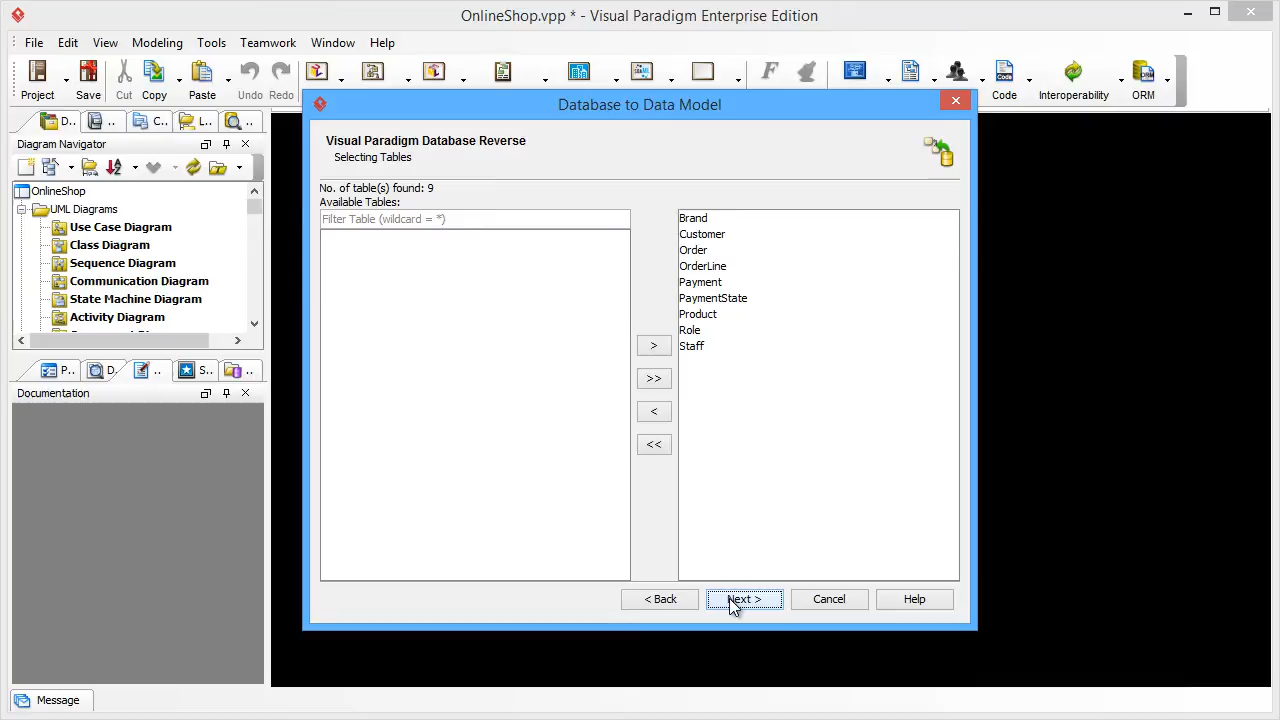 OnlineShop.vpp * - Visual Paradigm Enterprise Edition
File Edit View Modeling Tools Teamwork Window Help
Project Save Cut Copy Paste Undo Redo Code Interoperability ORM
Database to Data Model
D.. .. C... L... ..
Diagram Navigator
OnlineShop
UML Diagrams
Use Case Diagram
Class Diagram
Sequence Diagram
Communication Diagram
State Machine Diagram
Activity Diagram
P.. D.. .. S.. ..
Documentation
Visual Paradigm Database Reverse
Selecting Tables
No. of table(s) found: 9
Available Tables:
Filter Table (wildcard = *)
>
>>
<
<<
Brand
Customer
Order
OrderLine
Payment
PaymentState
Product
Role
Staff
< Back Next > Cancel Help
Message